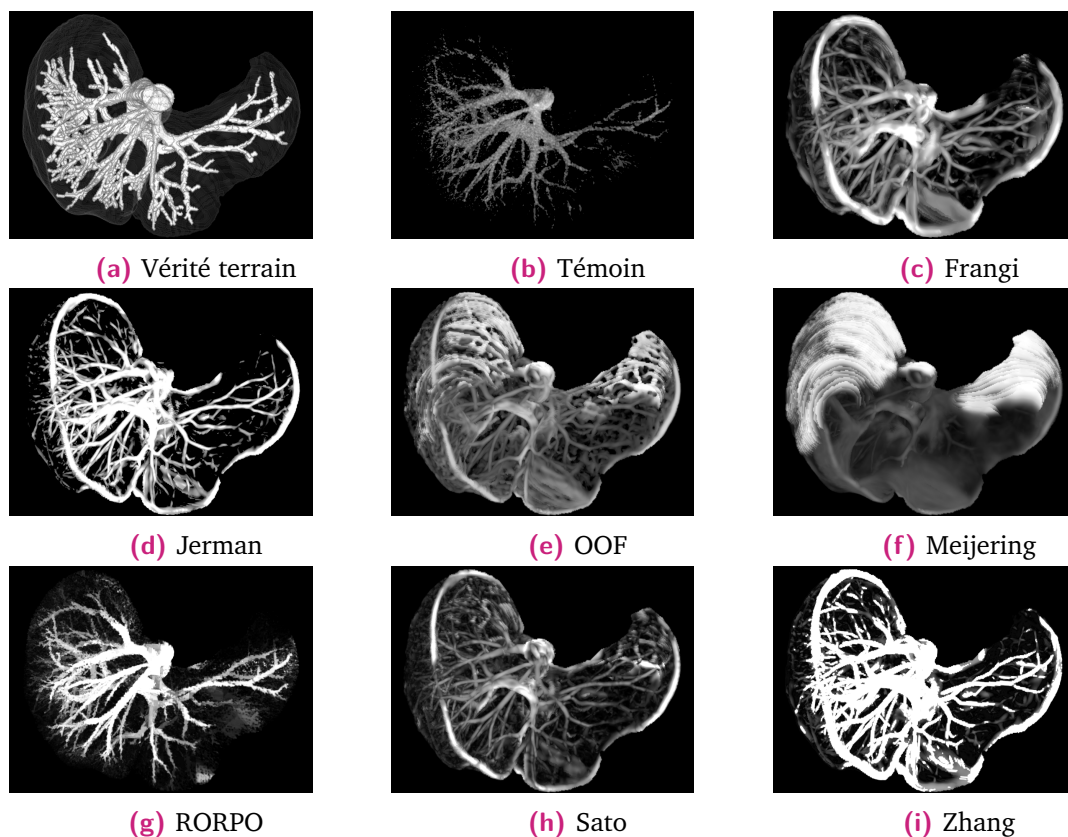 (a) Vérité terrain
(b) Témoin
(c) Frangi
(d) Jerman
(e) OOF
(f) Meijering
(g) RORPO
(h) Sato
(i) Zhang